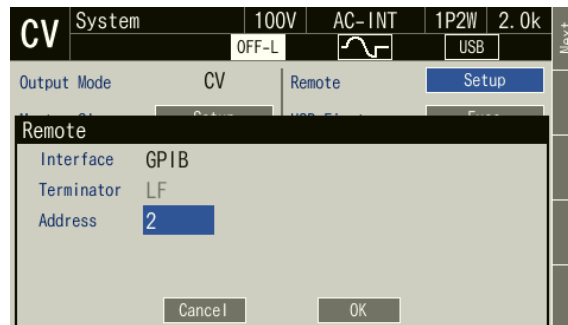 CV System 100V AC-INT 1P2W 2.0k
OFF-L USB
Next
Output Mode CV Remote Setup
Remote
Interface GPIB
Terminator LF
Address 2
Cancel OK